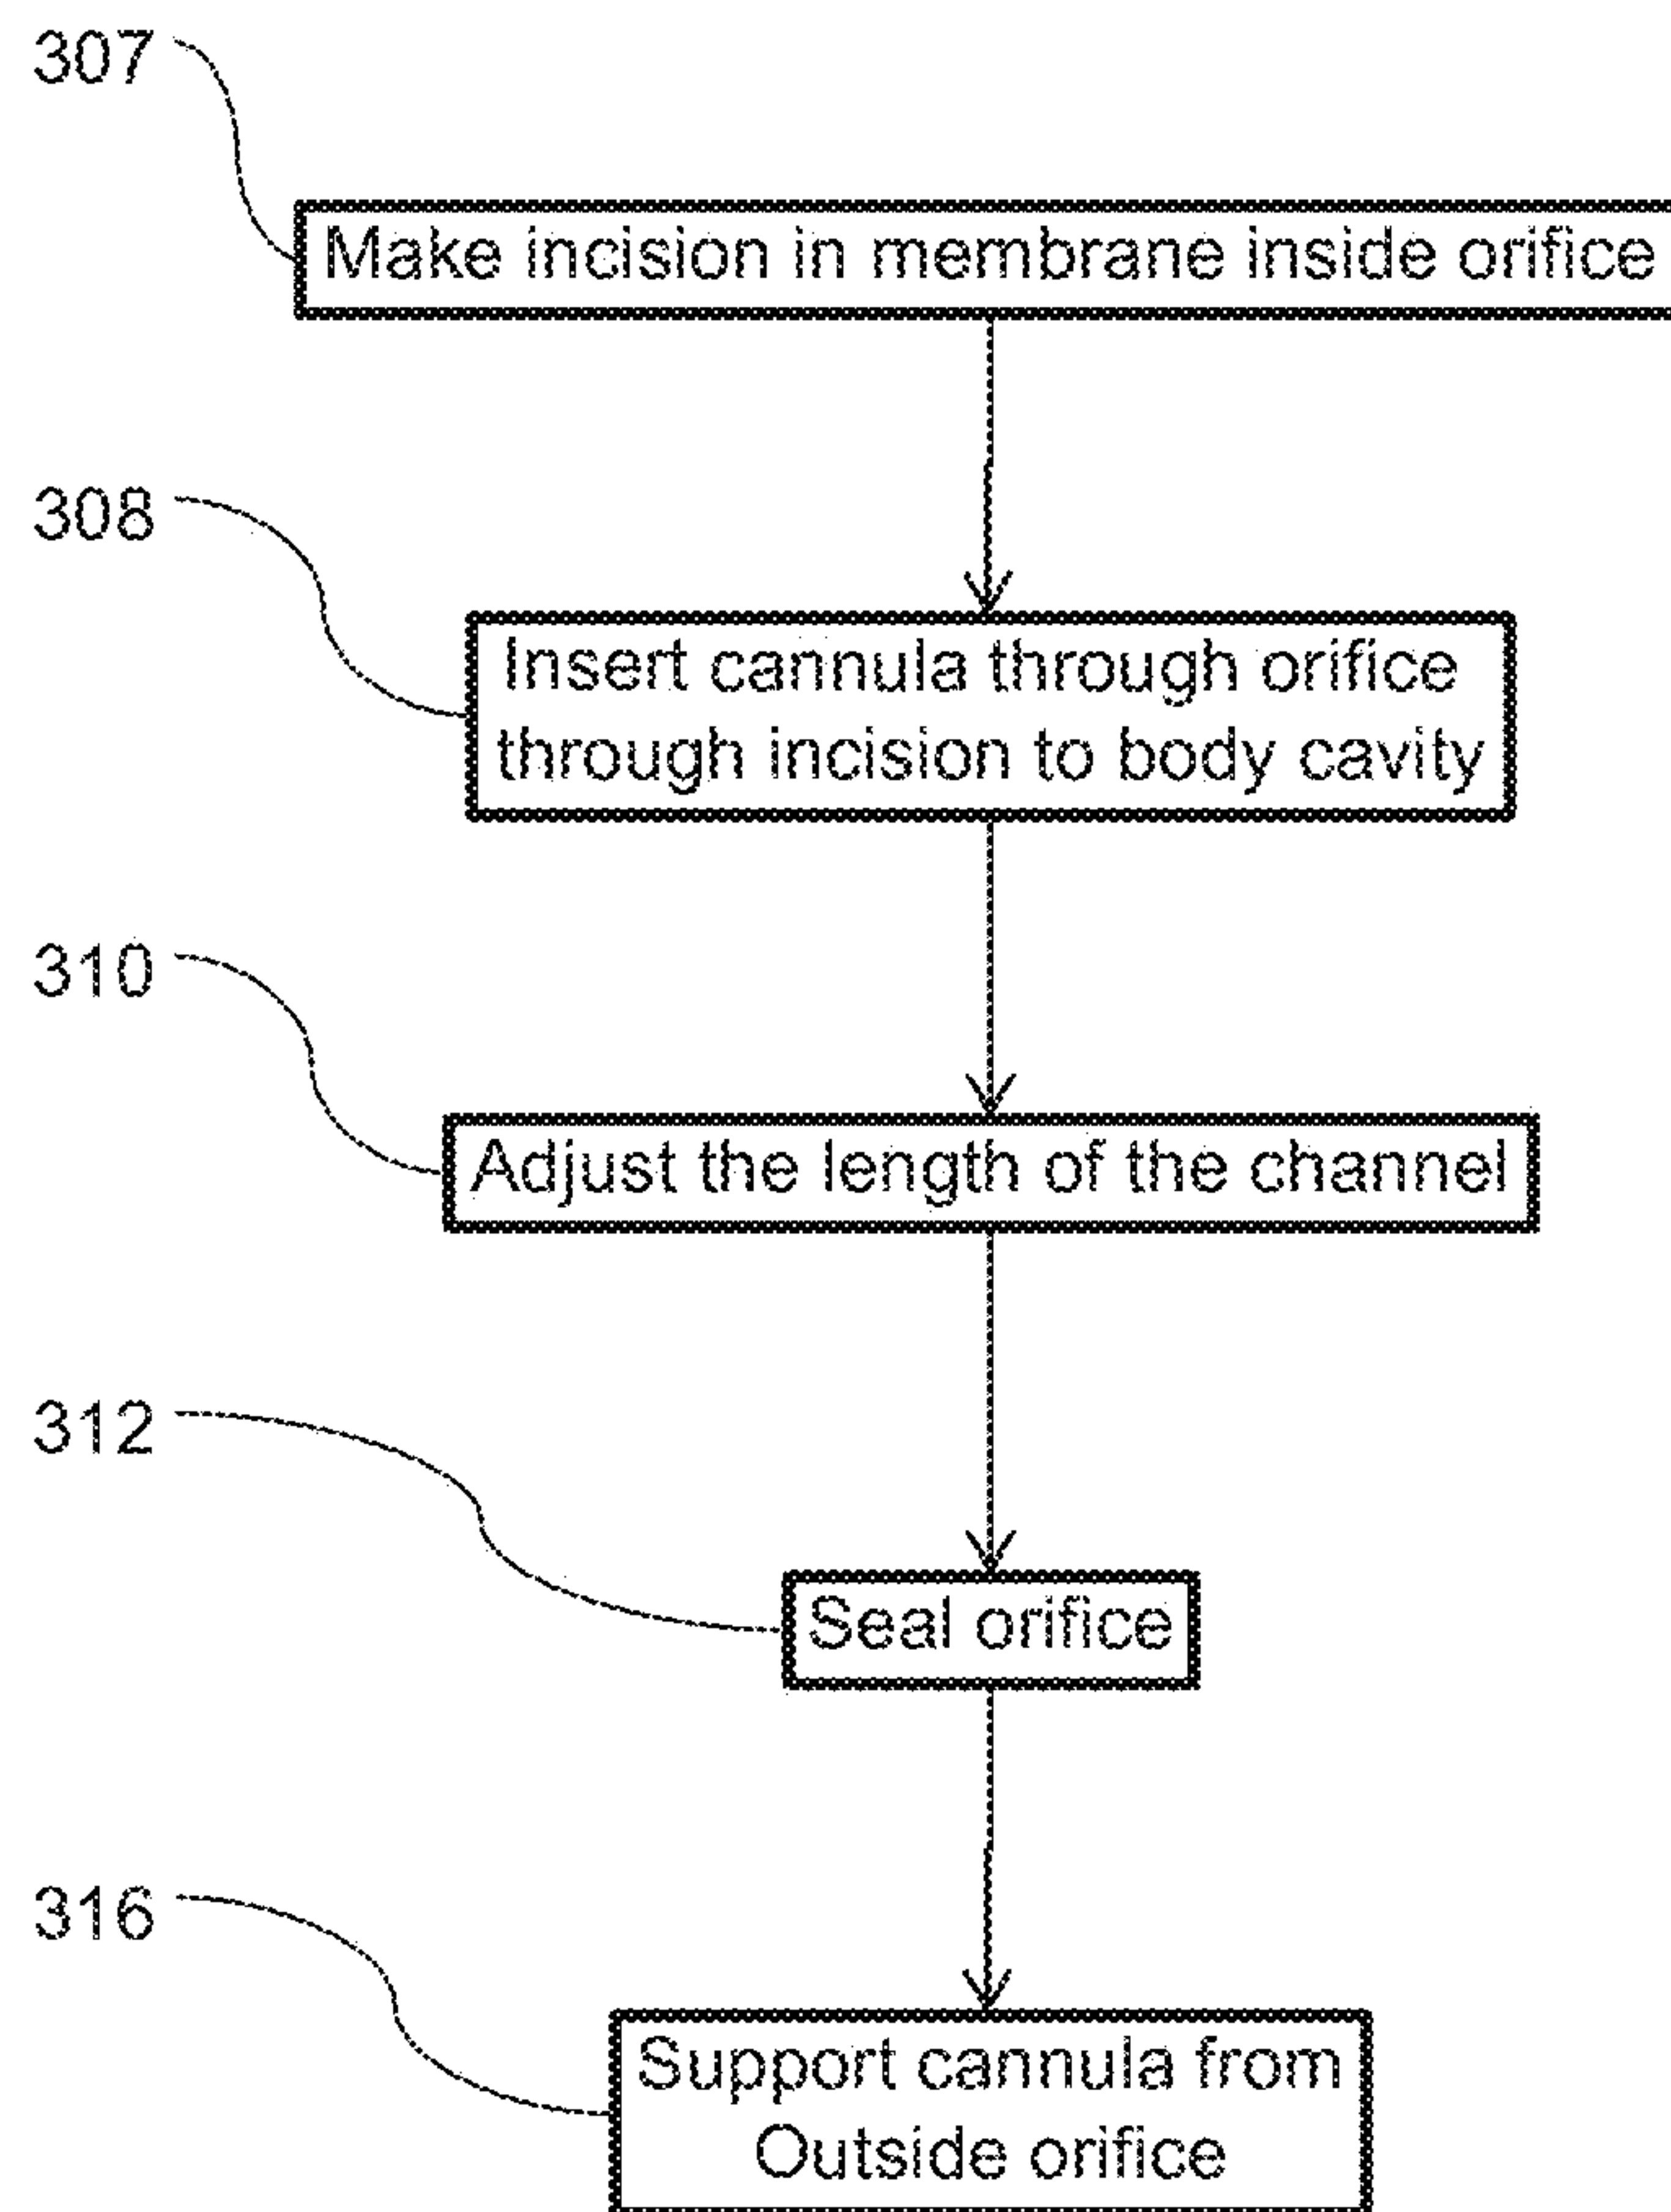 307
Make incision in membrane inside orifice
308
Insert cannula through orifice
through incision to body cavity
310
Adjust the length of the channel
312
Seal orifice
316
Support cannula from
Outside orifice